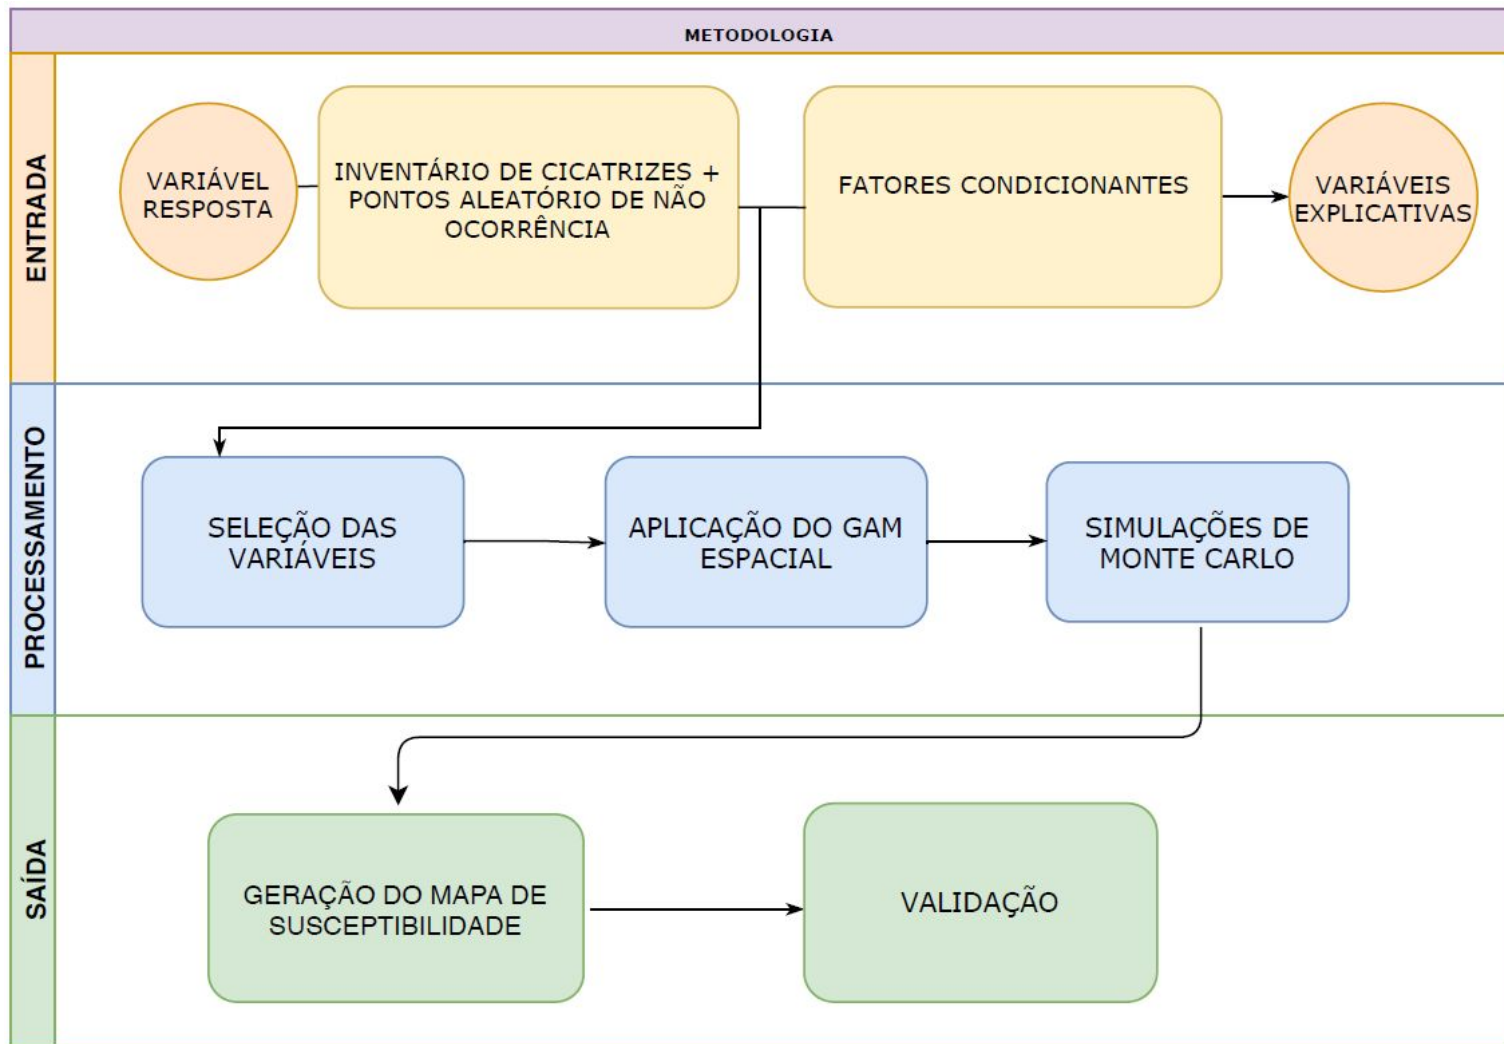 METODOLOGIA
ENTRADA
VARIÁVEL
RESPOSTA
INVENTÁRIO DE CICATRIZES +
PONTOS ALEATÓRIO DE NÃO
OCORRÊNCIA
FATORES CONDICIONANTES
VARIÁVEIS
EXPLICATIVAS
PROCESSAMENTO
SELEÇÃO DAS
VARIÁVEIS
APLICAÇÃO DO GAM
ESPACIAL
SIMULAÇÕES DE
MONTE CARLO
SAÍDA
GERAÇÃO DO MAPA DE
SUSCEPTIBILIDADE
VALIDAÇÃO